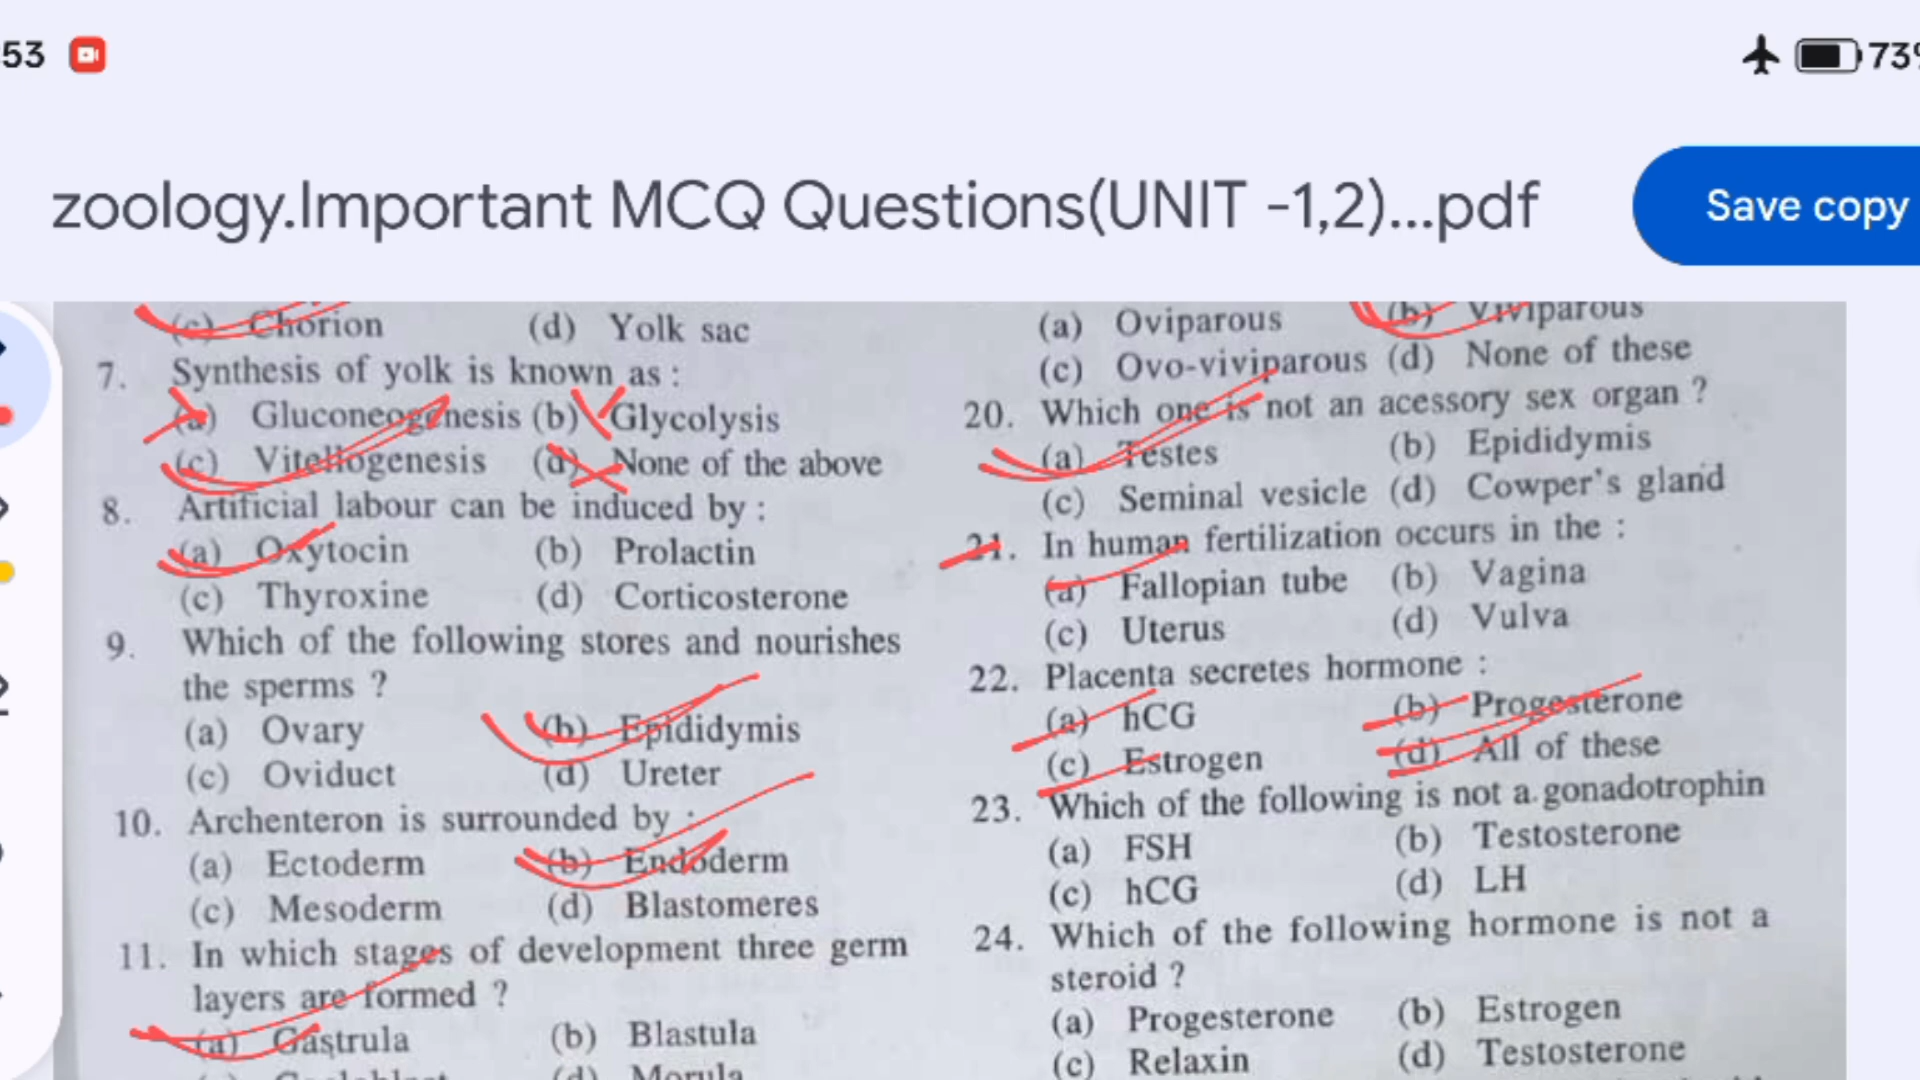 53
73%
zoology.Important MCQ Questions(UNIT -1,2)...pdf
Save copy
(c) Chorion (d) Yolk sac
7. Synthesis of yolk is known as :
(a) Gluconeogenesis (b) Glycolysis
(c) Vitellogenesis (d) None of the above
8. Artificial labour can be induced by :
(a) Oxytocin (b) Prolactin
(c) Thyroxine (d) Corticosterone
9. Which of the following stores and nourishes
the sperms ?
(a) Ovary (b) Epididymis
(c) Oviduct (d) Ureter
10. Archenteron is surrounded by :
(a) Ectoderm (b) Endoderm
(c) Mesoderm (d) Blastomeres
11. In which stages of development three germ
layers are formed ?
(a) Gastrula (b) Blastula
(d) Morula
(a) Oviparous (b) Viviparous
(c) Ovo-viviparous (d) None of these
20. Which one is not an acessory sex organ ?
(a) Testes (b) Epididymis
(c) Seminal vesicle (d) Cowper's gland
21. In human fertilization occurs in the :
(a) Fallopian tube (b) Vagina
(c) Uterus (d) Vulva
22. Placenta secretes hormone :
(a) hCG (b) Progesterone
(c) Estrogen (d) All of these
23. Which of the following is not a gonadotrophin
(a) FSH (b) Testosterone
(c) hCG (d) LH
24. Which of the following hormone is not a
steroid ?
(a) Progesterone (b) Estrogen
(c) Relaxin (d) Testosterone